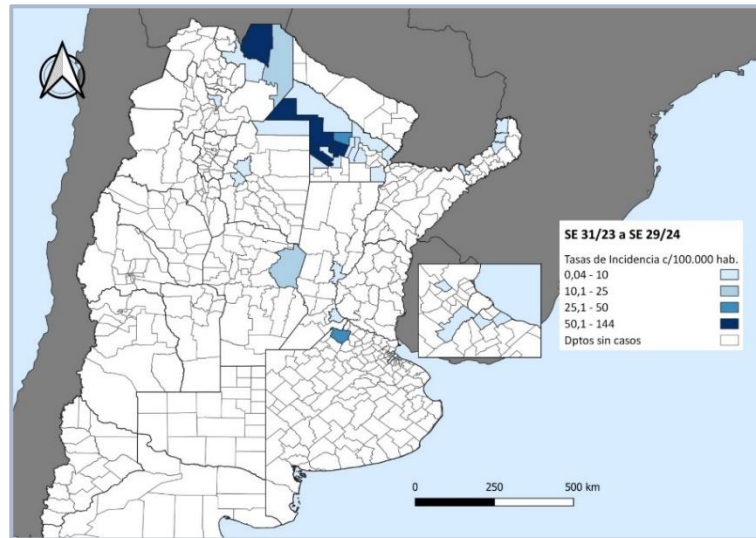 SE 31/23 a SE 29/24
Tasas de Incidencia c/100.000 hab.
0,04 - 10
10,1 - 25
25,1 - 50
50,1 - 144
Dptos sin casos
0 250 500 km